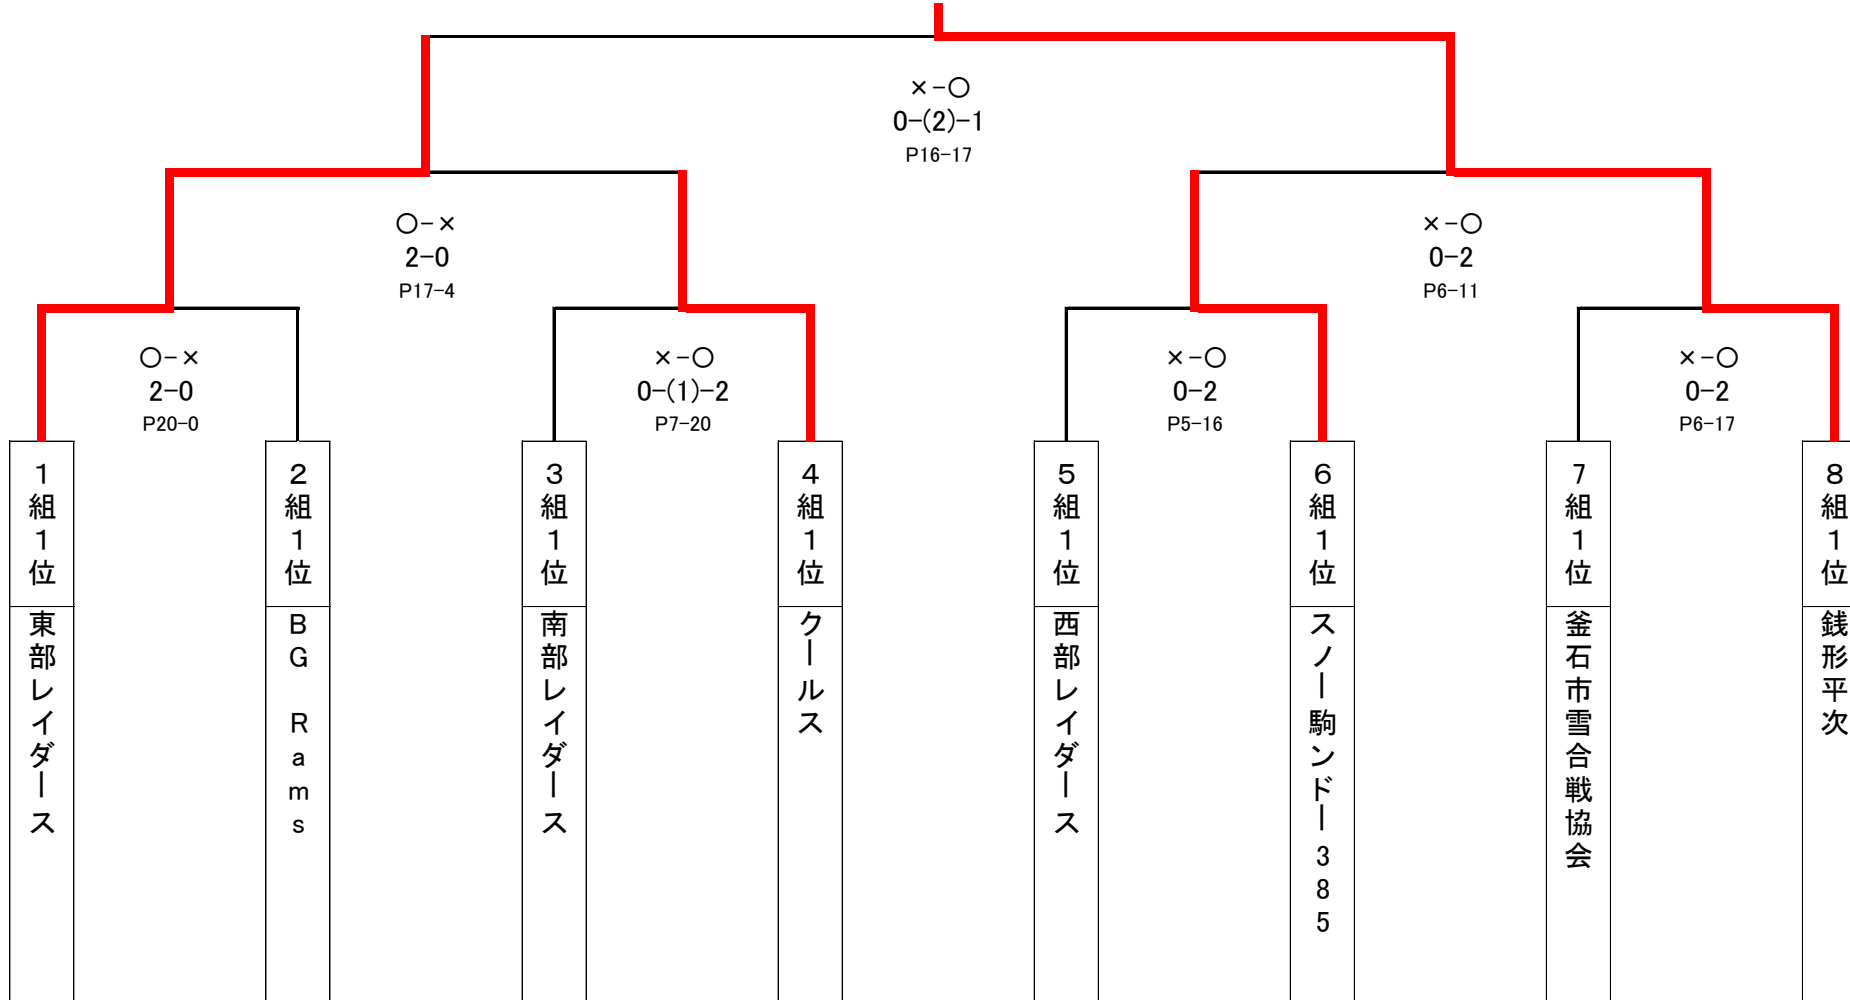 ×-○
0-(2)-1
P16-17
○-×
2-0
P17-4
×-○
0-2
P6-11
○-×
2-0
P20-0
×-○
0-(1)-2
P7-20
×-○
0-2
P5-16
×-○
0-2
P6-17
1組1位
2組1位
3組1位
4組1位
5組1位
6組1位
7組1位
8組1位
東部レイダース
BG Rams
南部レイダース
クールス
西部レイダース
スノー駒ンドー385
釜石市雪合戦協会
銭形平次